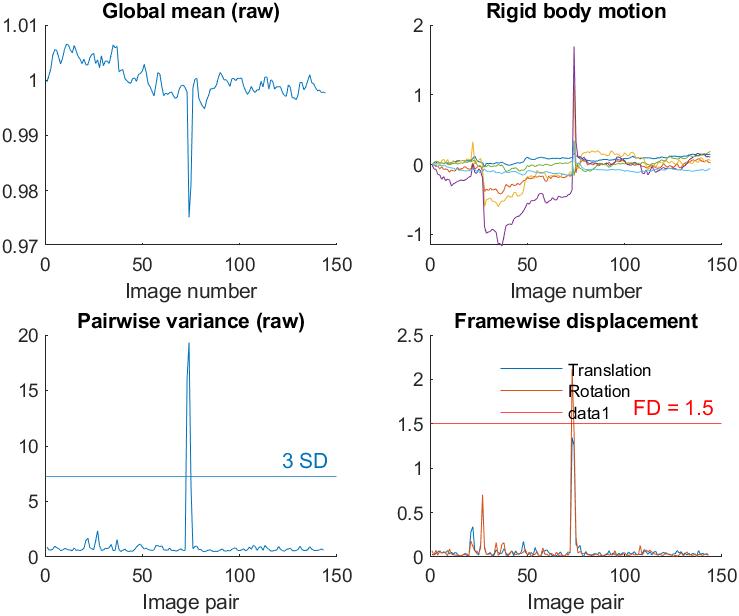 Global mean (raw)
1.01
1
0.99
0.98
0.97
0 50 100 150
Image number
Rigid body motion
2
1
0
-1
0 50 100 150
Image number
Pairwise variance (raw)
20
15
10
5
0
3 SD
0 50 100 150
Image pair
Framewise displacement
2.5
2
1.5
1
0.5
0
Translation
Rotation
data1
FD = 1.5
0 50 100 150
Image pair